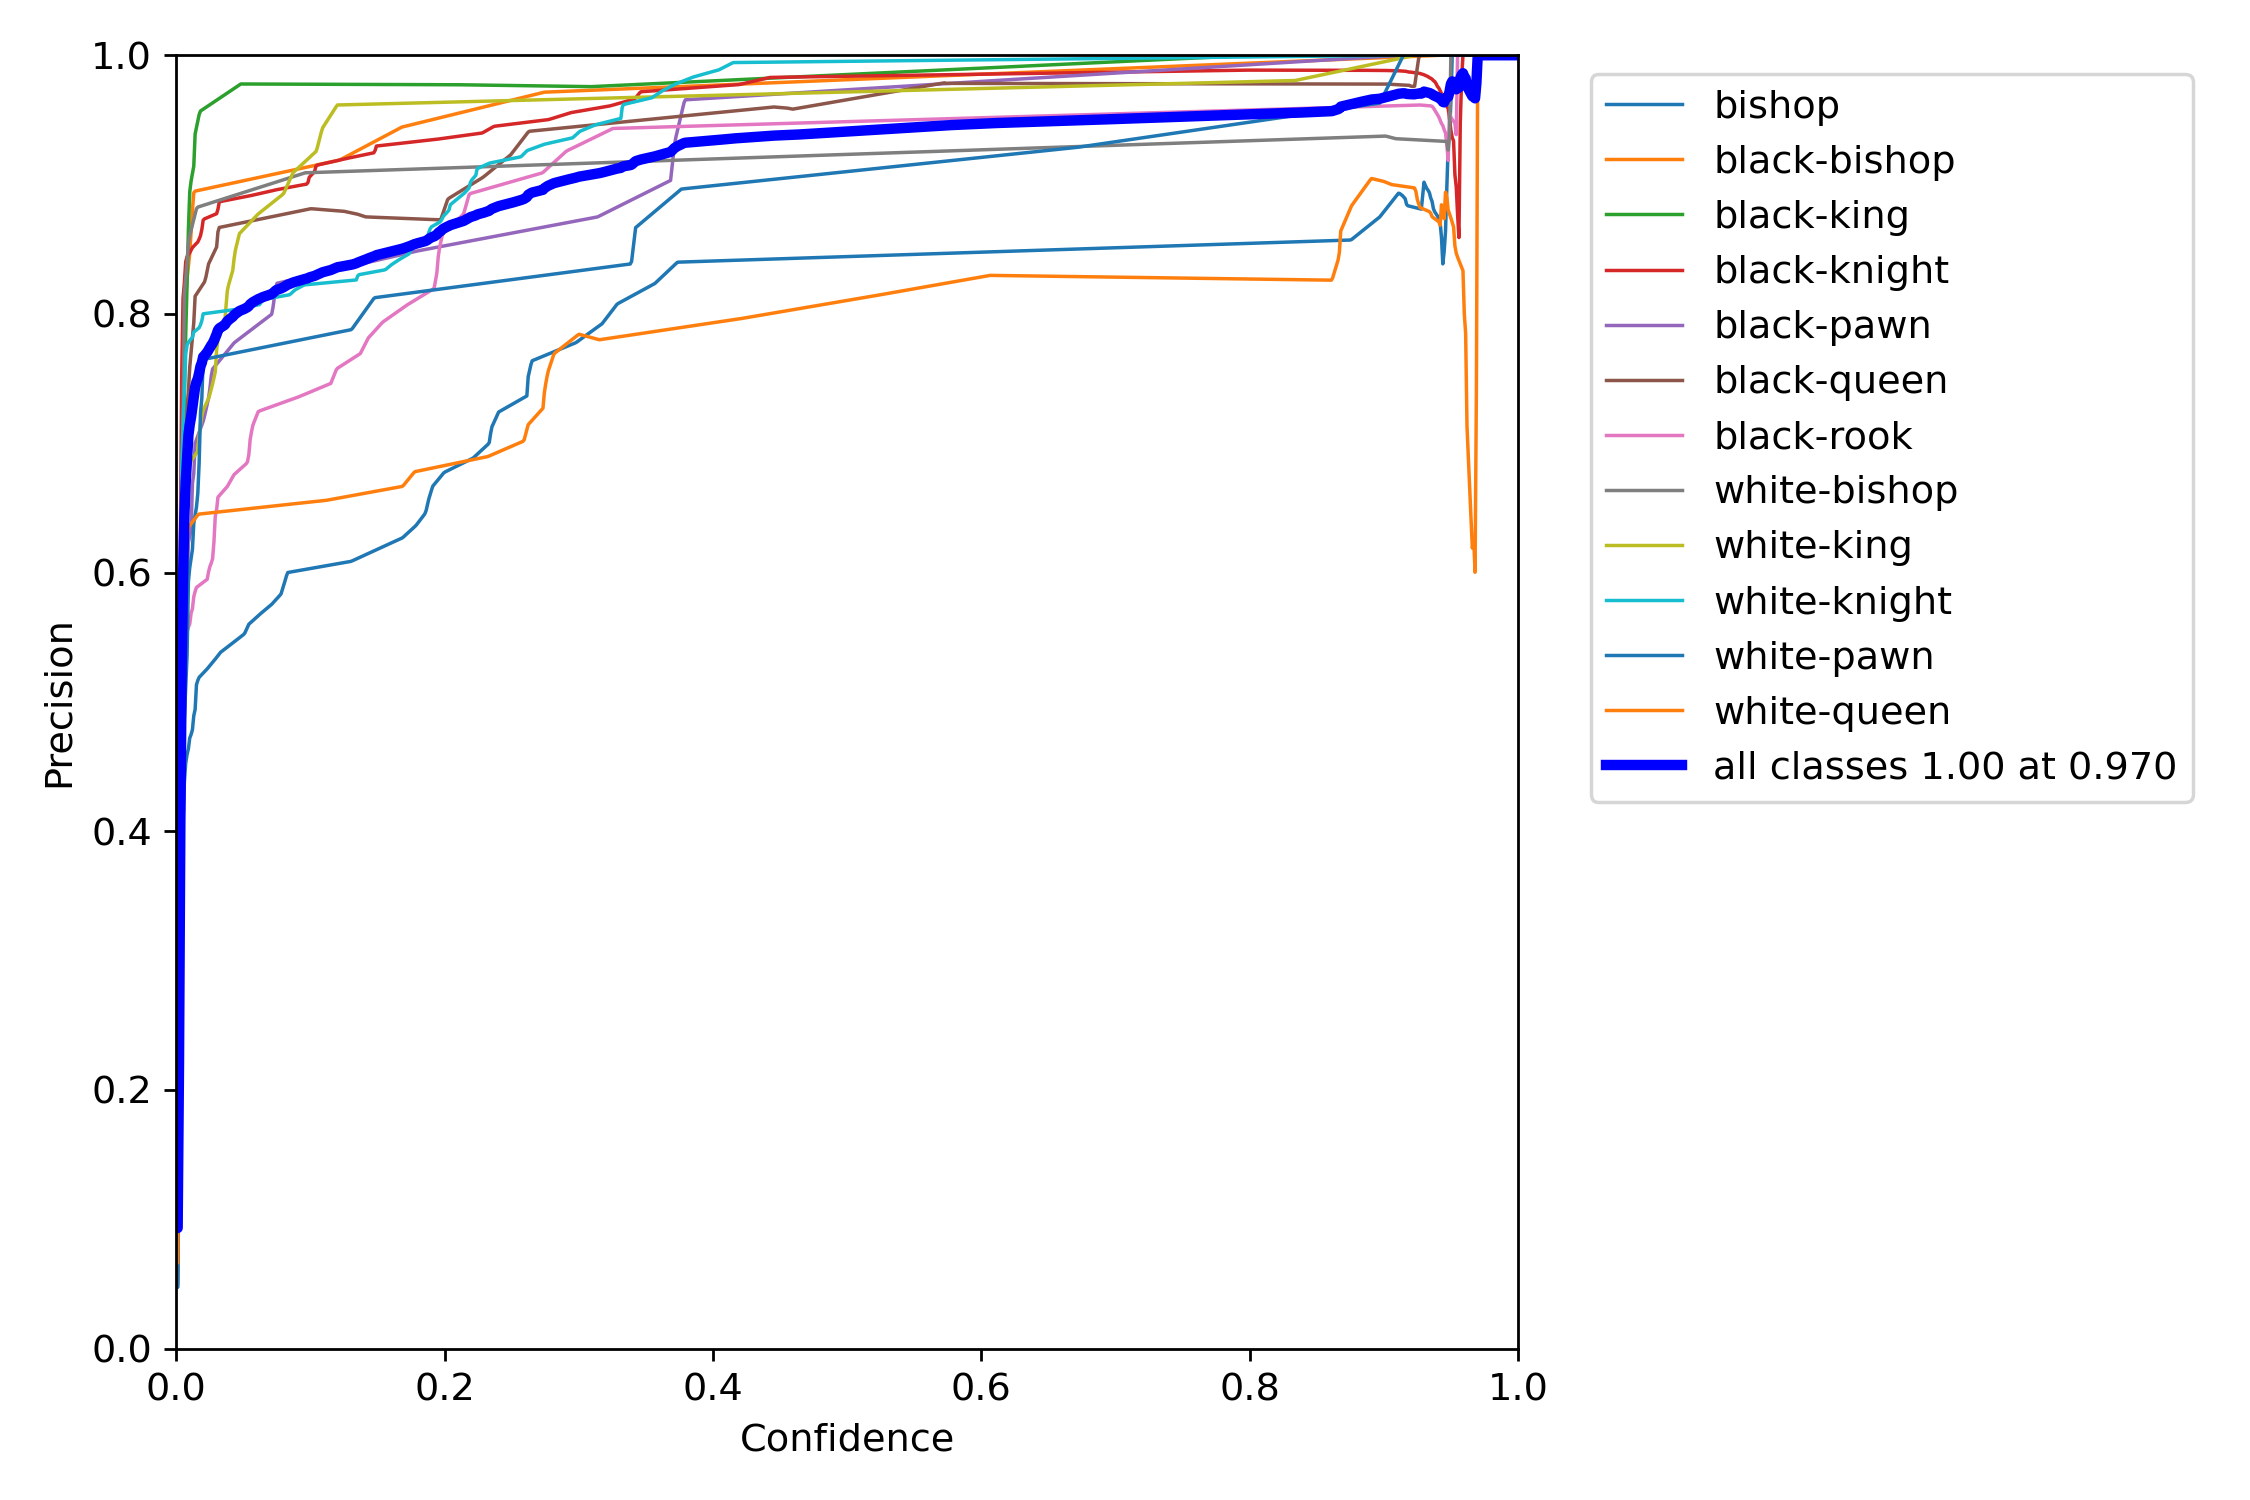 1.0
0.8
0.6
0.4
0.2
0.0
Precision
0.0 0.2 0.4 0.6 0.8 1.0
Confidence
bishop
black-bishop
black-king
black-knight
black-pawn
black-queen
black-rook
white-bishop
white-king
white-knight
white-pawn
white-queen
all classes 1.00 at 0.970